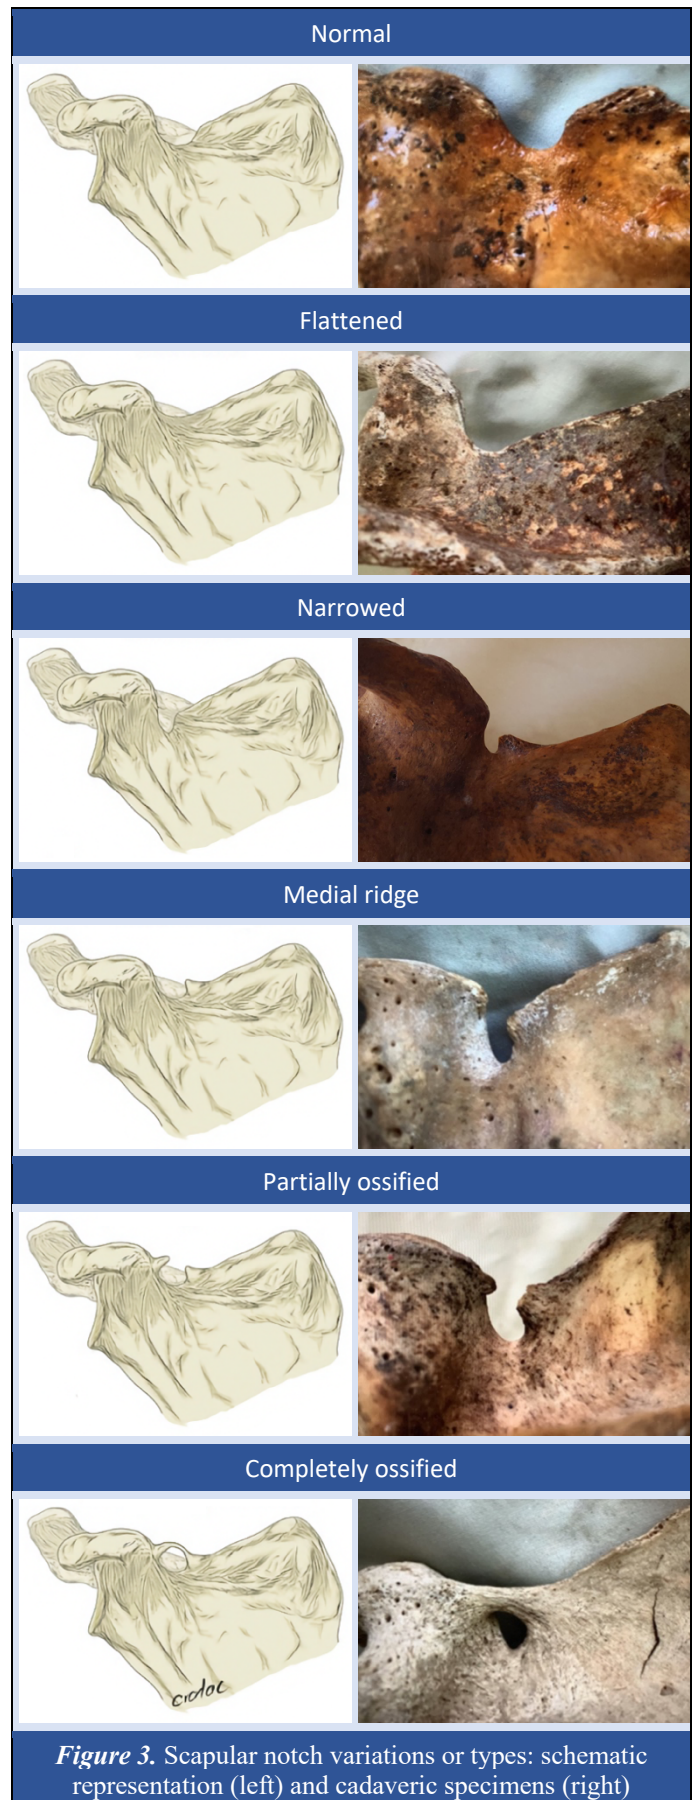 Normal
Flattened
Narrowed
Medial ridge
Partially ossified
Completely ossified
Figure 3. Scapular notch variations or types: schematic
representation (left) and cadaveric specimens (right)